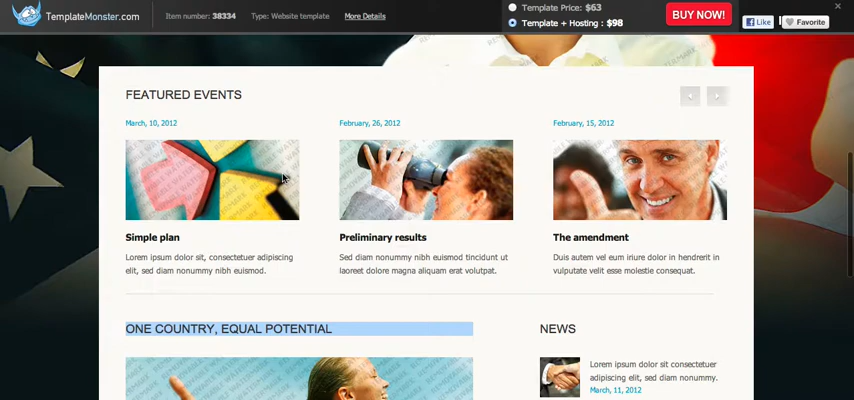 TemplateMonster.com
Item number: 38334
Type: Website template
More Details
Template Price: $63
Template + Hosting : $98
BUY NOW!
Like
Favorite
FEATURED EVENTS
March, 10, 2012
February, 26, 2012
February, 15, 2012
Simple plan
Preliminary results
The amendment
Lorem ipsum dolor sit, consectetuer adipiscing
elit, sed diam nonummy nibh euismod.
Sed diam nonummy nibh euismod tincidunt ut
laoreet dolore magna aliquam erat volutpat.
Duis autem vel eum iriure dolor in hendrerit in
vulputate velit esse molestie consequat.
ONE COUNTRY, EQUAL POTENTIAL
NEWS
Lorem ipsum dolor sit, consectetuer
adipiscing elit, sed diam nonummy.
March, 11, 2012